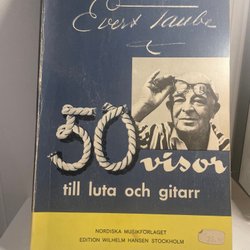 Evert Taube
50 visor
till luta och gitarr
NORDISKA MUSIKFÖRLAGET
EDITION WILHELM HANSEN STOCKHOLM